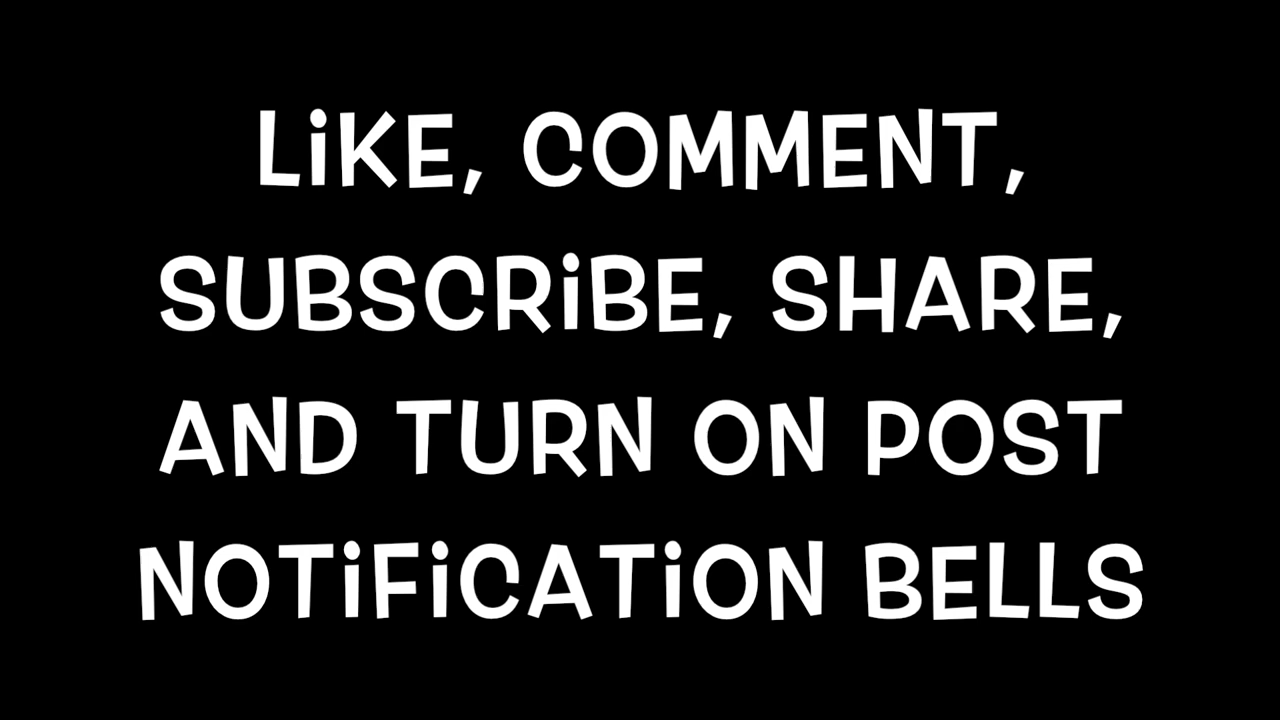 LiKE, COMMENT,
SUBSCRiBE, SHARE,
AND TURN ON POST
NOTiFiCATiON BELLS